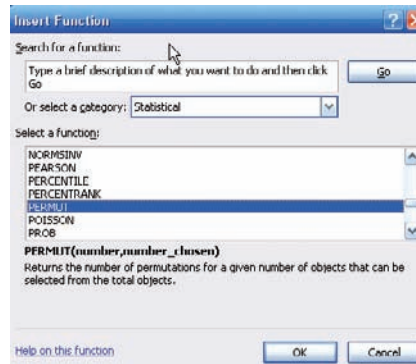 Insert Function
Search for a function:
Type a brief description of what you want to do and then click
Go
Go
Or select a category: Statistical
Select a function:
NORMSINV
PEARSON
PERCENTILE
PERCENTRANK
PERMUT
POISSON
PROB
PERMUT(number,number_chosen)
Returns the number of permutations for a given number of objects that can be
selected from the total objects.
Help on this function
OK
Cancel